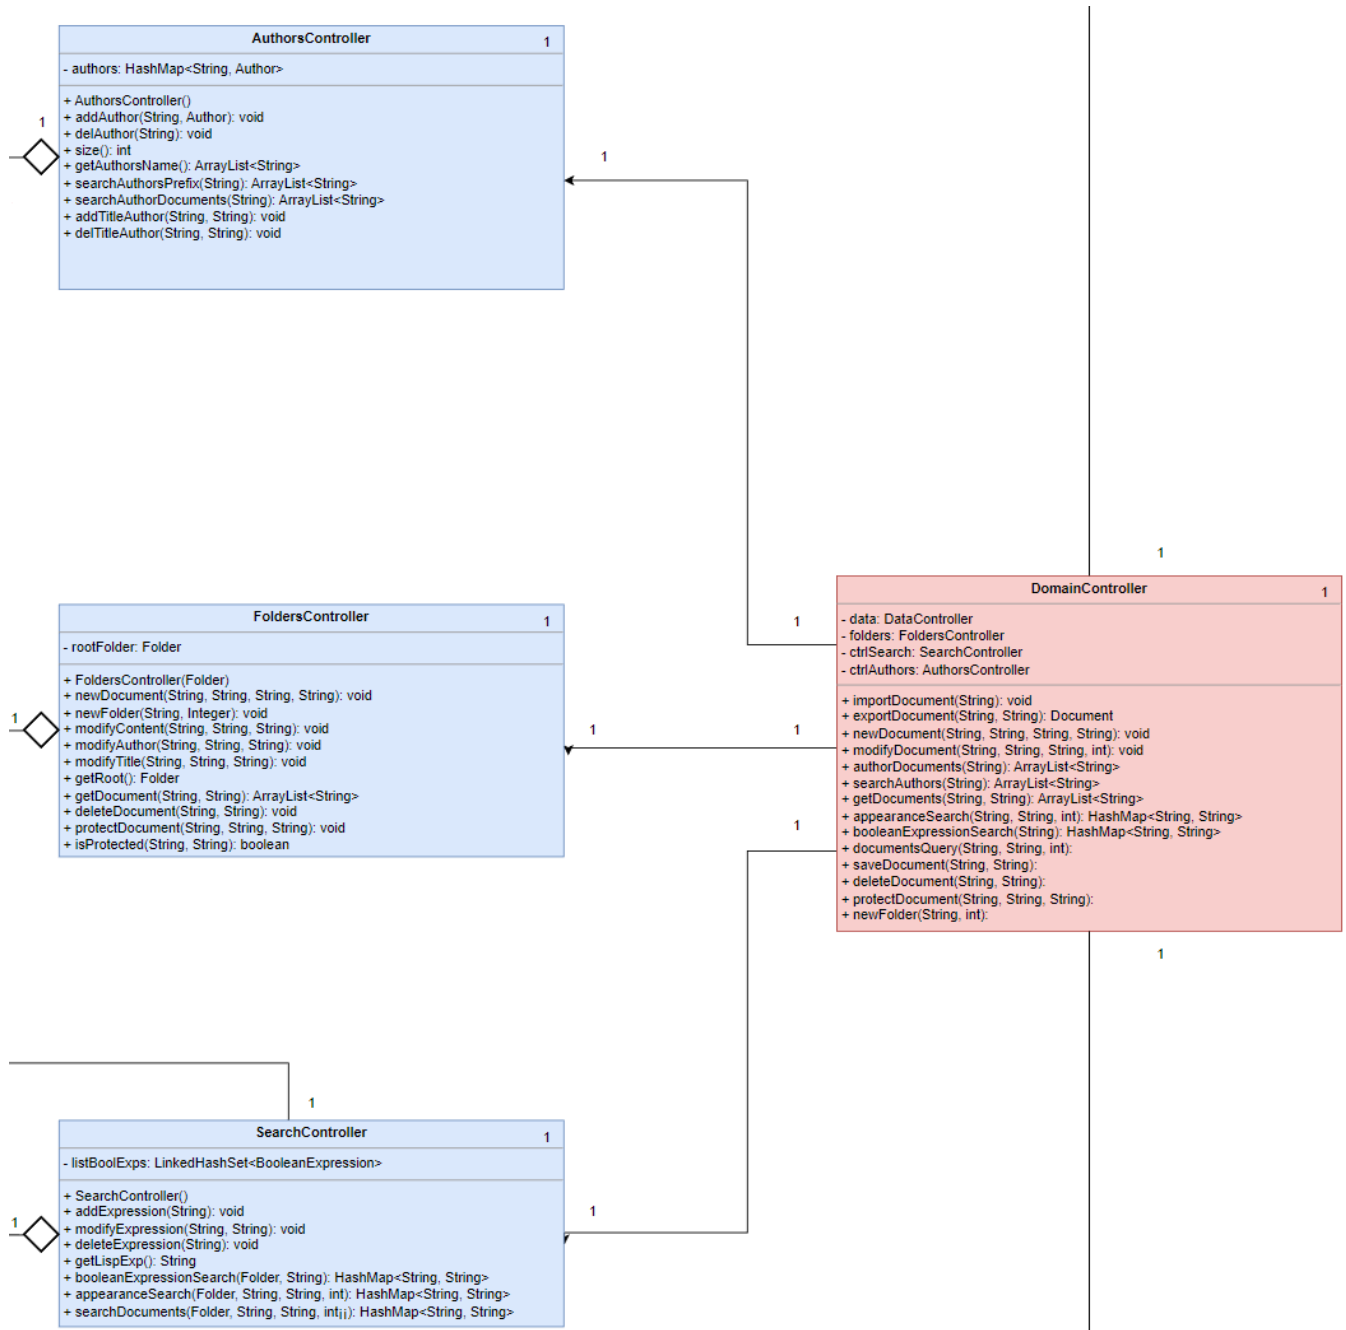 AuthorsController
1
- authors: HashMap<String, Author>
+ AuthorsController()
+ addAuthor(String, Author): void
+ delAuthor(String): void
+ size(): int
+ getAuthorsName(): ArrayList<String>
+ searchAuthorsPrefix(String): ArrayList<String>
+ searchAuthorDocuments(String): ArrayList<String>
+ addTitleAuthor(String, String): void
+ delTitleAuthor(String, String): void
1
1
1
DomainController
1
- data: DataController
- folders: FoldersController
- ctrlSearch: SearchController
- ctrlAuthors: AuthorsController
+ importDocument(String): void
+ exportDocument(String, String): Document
+ newDocument(String, String, String, String): void
+ modifyDocument(String, String, String, int): void
+ authorDocuments(String): ArrayList<String>
+ searchAuthors(String): ArrayList<String>
+ getDocuments(String, String): ArrayList<String>
+ appearanceSearch(String, String, int): HashMap<String, String>
+ booleanExpressionSearch(String): HashMap<String, String>
+ documentsQuery(String, String, int):
+ saveDocument(String, String):
+ deleteDocument(String, String):
+ protectDocument(String, String, String):
+ newFolder(String, int):
1
1
1
1
FoldersController
1
- rootFolder: Folder
+ FoldersController(Folder)
+ newDocument(String, String, String, String): void
+ newFolder(String, Integer): void
+ modifyContent(String, String, String): void
+ modifyAuthor(String, String, String): void
+ modifyTitle(String, String, String): void
+ getRoot(): Folder
+ getDocument(String, String): ArrayList<String>
+ deleteDocument(String, String): void
+ protectDocument(String, String, String): void
+ isProtected(String, String): boolean
1
1
1
SearchController
1
- listBoolExps: LinkedHashSet<BooleanExpression>
+ SearchController()
+ addExpression(String): void
+ modifyExpression(String, String): void
+ deleteExpression(String): void
+ getLispExp(): String
+ booleanExpressionSearch(Folder, String): HashMap<String, String>
+ appearanceSearch(Folder, String, String, int): HashMap<String, String>
+ searchDocuments(Folder, String, String, int¡¡): HashMap<String, String>
1
1